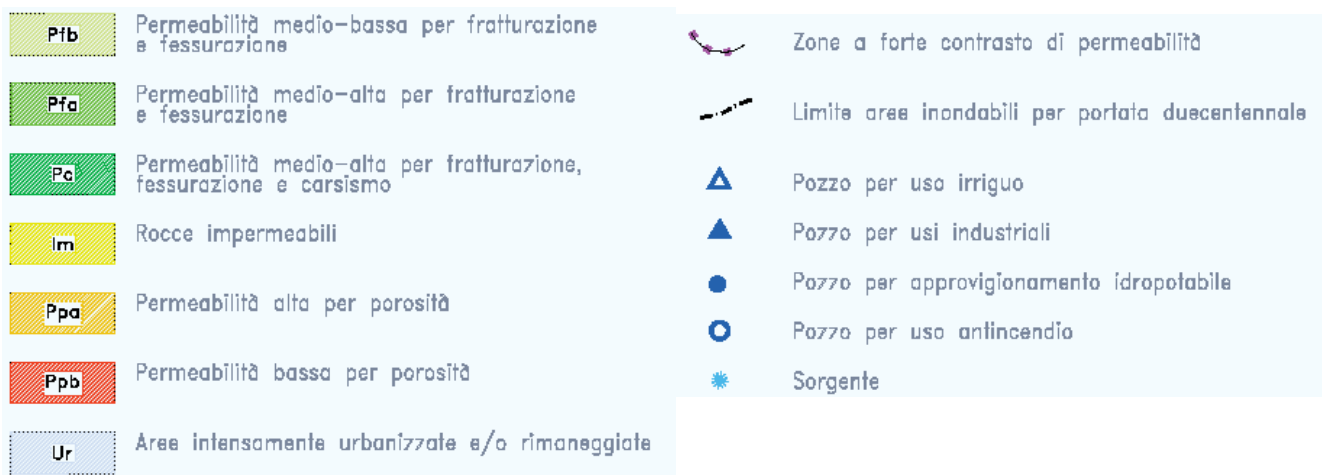 Pfb
Permeabilità medio-bassa per fratturazione
e fessurazione
Pfa
Permeabilità medio-alta per fratturazione
e fessurazione
Pc
Permeabilità medio-alta per fratturazione,
fessurazione e carsismo
Im
Rocce impermeabili
Ppa
Permeabilità alta per porosità
Ppb
Permeabilità bassa per porosità
Ur
Aree intensamente urbanizzate e/o rimaneggiate
Zone a forte contrasto di permeabilità
Limite aree inondabili per portata duecentennale
Pozzo per uso irriguo
Pozzo per usi industriali
Pozzo per approvigionamento idropotabile
Pozzo per uso antincendio
Sorgente